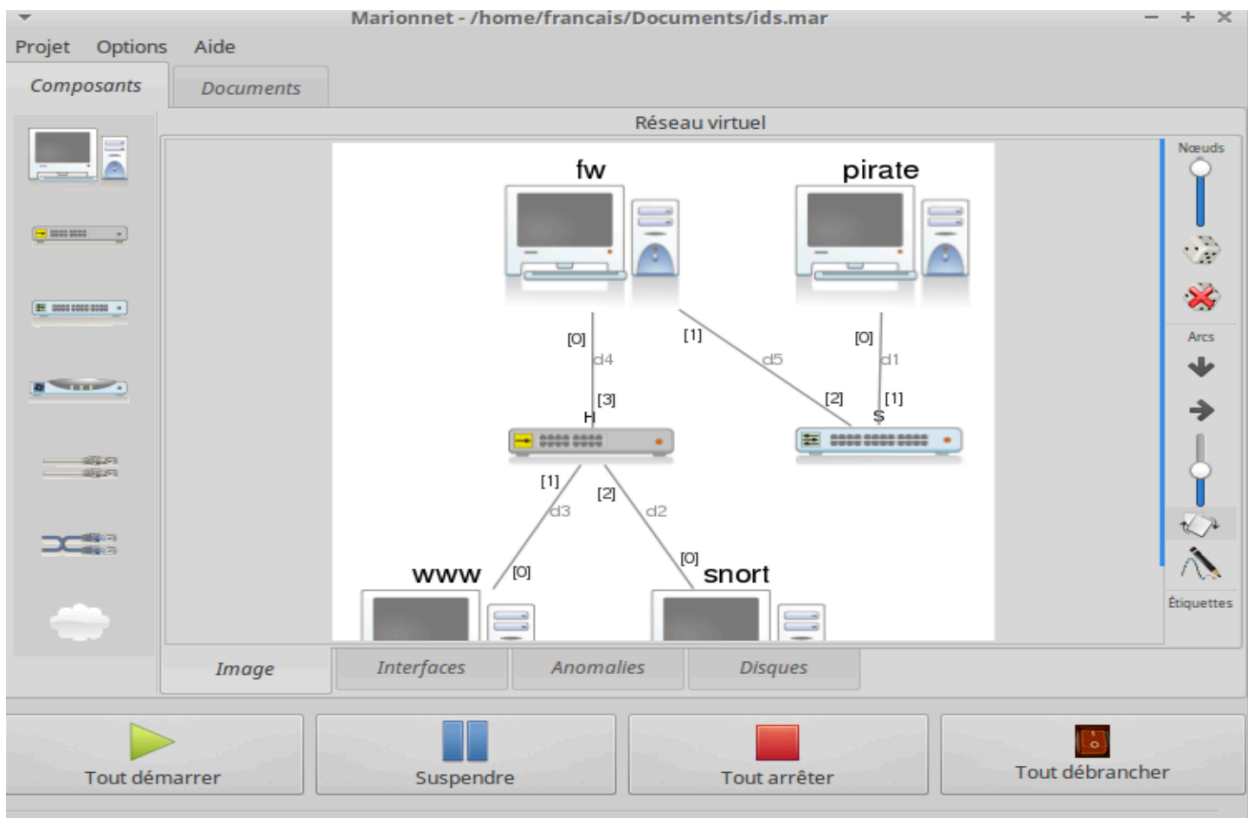 Marionnet - /home/francais/Documents/ids.mar
Projet Options Aide
Composants Documents
Réseau virtuel
Nœuds
fw pirate
[0] [1] [0]
Arcs
d4 d5 d1
[3] [2] [1]
H S
[1] [2]
d3 d2
[0] [0]
www snort
Étiquettes
Image Interfaces Anomalies Disques
Tout démarrer Suspendre Tout arrêter Tout débrancher